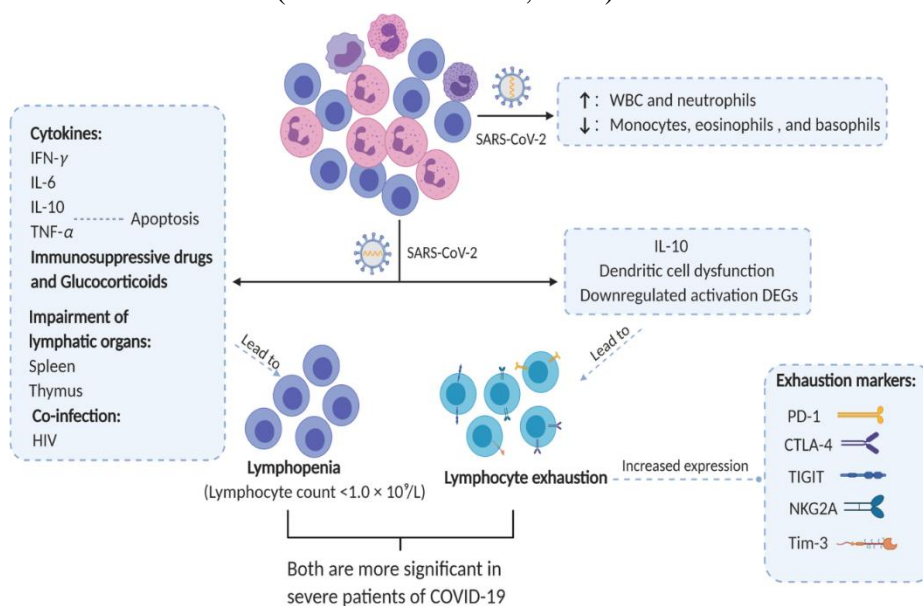 SARS-CoV-2
↑: WBC and neutrophils
↓: Monocytes, eosinophils , and basophils
Cytokines:
IFN-γ
IL-6
IL-10
TNF-α
Apoptosis
Immunosuppressive drugs
and Glucocorticoids
Impairment of
lymphatic organs:
Spleen
Thymus
Co-infection:
HIV
SARS-CoV-2
IL-10
Dendritic cell dysfunction
Downregulated activation DEGs
Lead to
Lead to
Lymphopenia
(Lymphocyte count <1.0 × 10⁹/L)
Lymphocyte exhaustion
Increased expression
Exhaustion markers:
PD-1
CTLA-4
TIGIT
NKG2A
Tim-3
Both are more significant in
severe patients of COVID-19